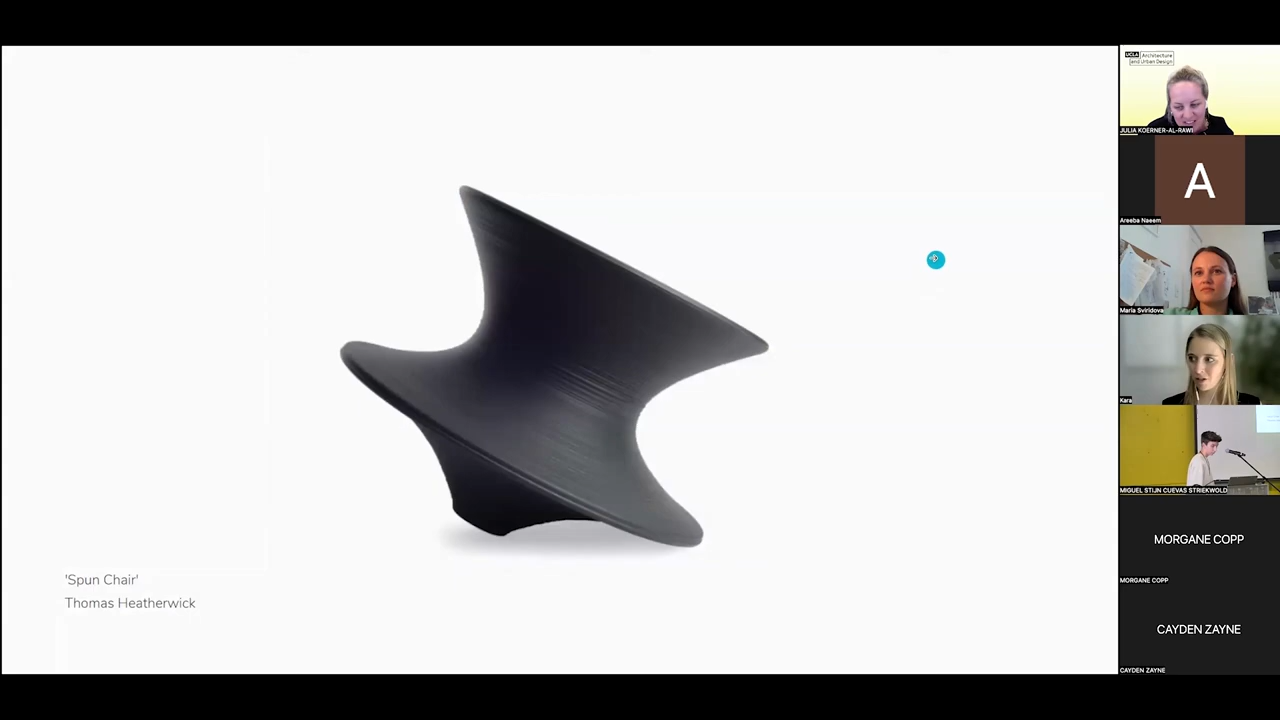 'Spun Chair'
Thomas Heatherwick
UCLA Architecture
and Urban Design
JULIA KOERNER-AL-RAWI
A
Areeba Naeem
Maria Sviridova
Kara
MIGUEL STIJN CUEVAS STRIEKWOLD
MORGANE COPP
MORGANE COPP
CAYDEN ZAYNE
CAYDEN ZAYNE